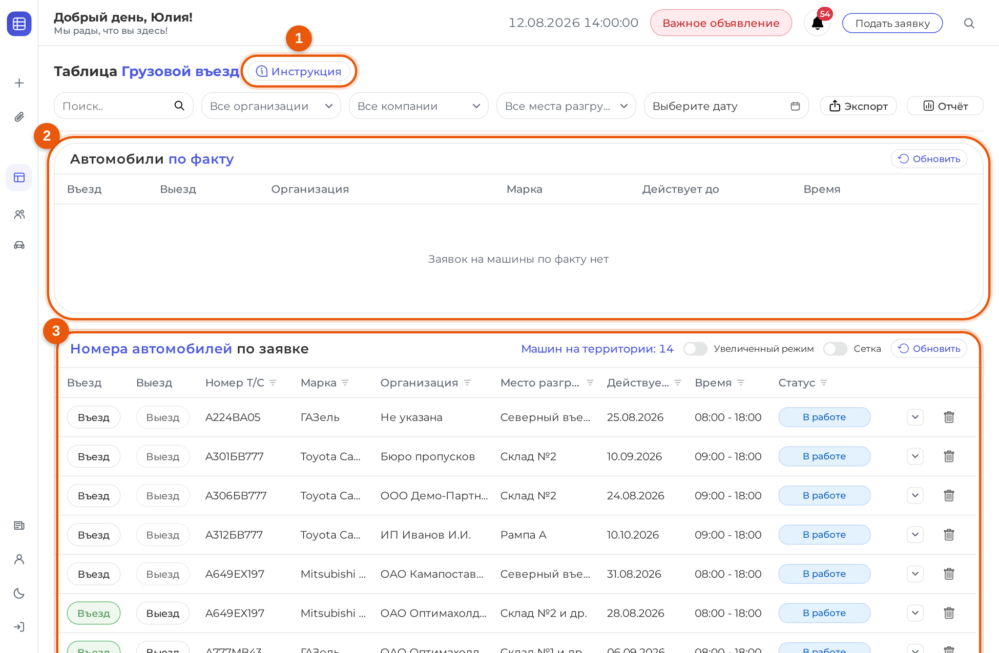 Добрый день, Юлия!
Мы рады, что вы здесь!
12.08.2026 14:00:00
Важное объявление
54
Подать заявку
1
Таблица Грузовой въезд
Инструкция
Поиск..
Все организации
Все компании
Все места разгру...
Выберите дату
Экспорт
Отчёт
2
Автомобили по факту
Обновить
Въезд Выезд Организация Марка Действует до Время
Заявок на машины по факту нет
3
Номера автомобилей по заявке
Машин на территории: 14
Увеличенный режим
Сетка
Обновить
Въезд Выезд Номер Т/С Марка Организация Место разгр... Действуе... Время Статус
Въезд Выезд А224ВА05 ГАЗель Не указана Северный въе... 25.08.2026 08:00 - 18:00 В работе
Въезд Выезд А301БВ777 Toyota Ca... Бюро пропусков Склад №2 10.09.2026 09:00 - 18:00 В работе
Въезд Выезд А306БВ777 Toyota Ca... ООО Демо-Партн... Склад №2 24.08.2026 09:00 - 18:00 В работе
Въезд Выезд А312БВ777 Toyota Ca... ИП Иванов И.И. Рампа А 10.10.2026 09:00 - 18:00 В работе
Въезд Выезд А649ЕХ197 Mitsubishi ... ОАО Камапостав... Северный въе... 31.08.2026 08:00 - 18:00 В работе
Въезд Выезд А649ЕХ197 Mitsubishi ... ОАО Оптимахолд... Склад №2 и др. 28.08.2026 08:00 - 18:00 В работе
Въезд Выезд А777МВ43 ГАЗель ОАО Оптимахолд... Склад №1 и др. 06.09.2026 08:00 - 18:00 В работе